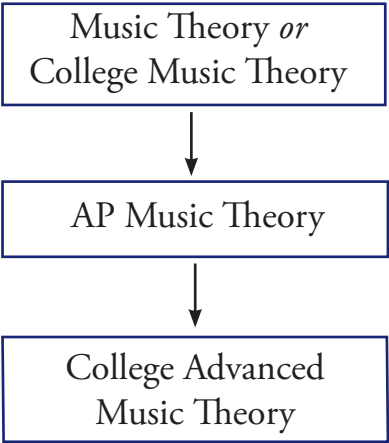 Music Theory or
College Music Theory
AP Music Theory
College Advanced
Music Theory